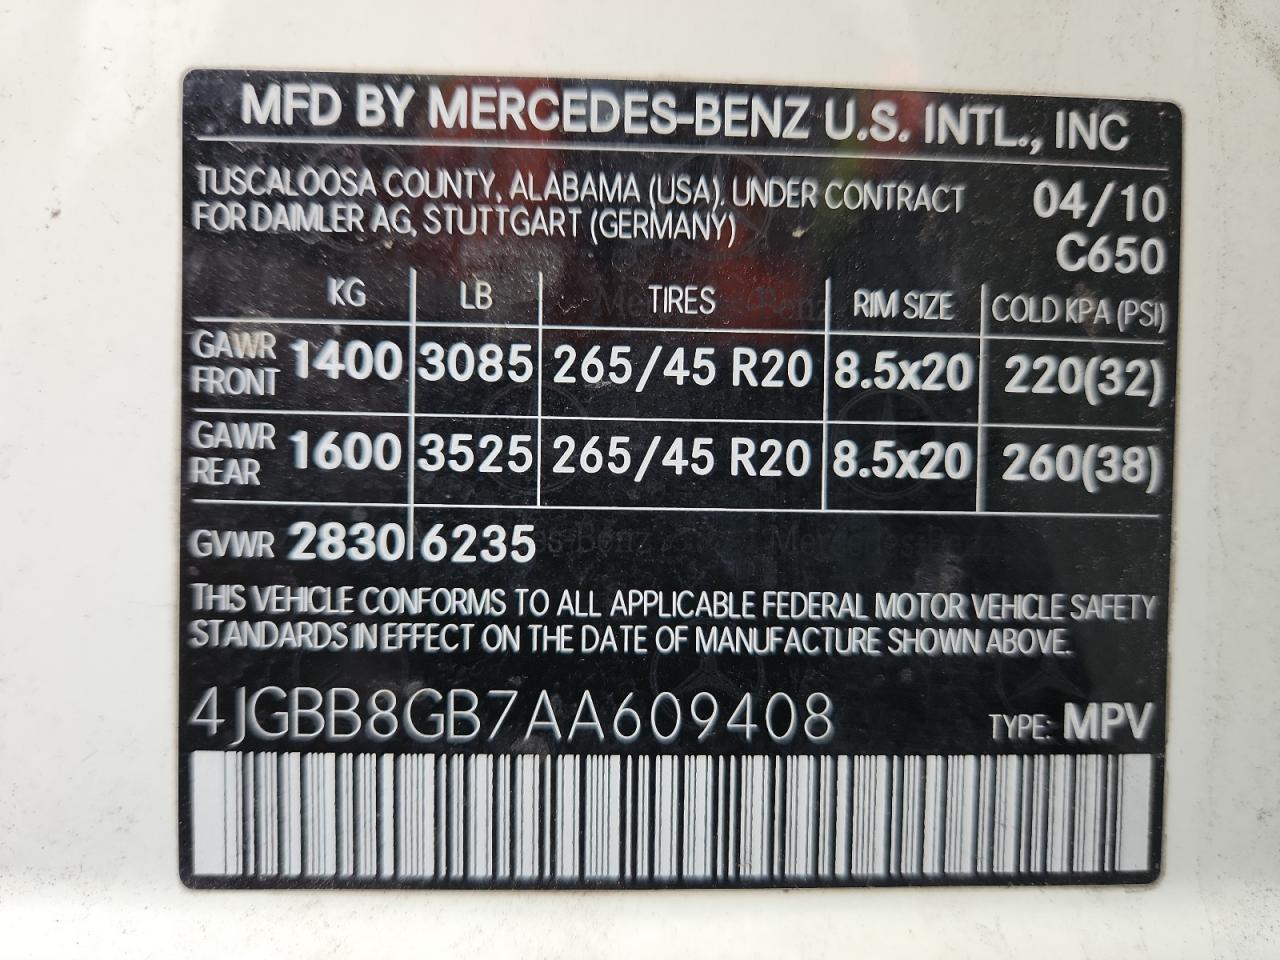 MFD BY MERCEDES-BENZ U.S. INTL., INC
TUSCALOOSA COUNTY, ALABAMA (USA). UNDER CONTRACT 04/10
FOR DAIMLER AG, STUTTGART (GERMANY)
C650
KG LB TIRES RIM SIZE COLD KPA (PSI)
GAWR FRONT 1400 3085 265/45 R20 8.5x20 220(32)
GAWR REAR 1600 3525 265/45 R20 8.5x20 260(38)
GVWR 2830 6235
THIS VEHICLE CONFORMS TO ALL APPLICABLE FEDERAL MOTOR VEHICLE SAFETY
STANDARDS IN EFFECT ON THE DATE OF MANUFACTURE SHOWN ABOVE.
4JGBB8GB7AA609408 TYPE: MPV